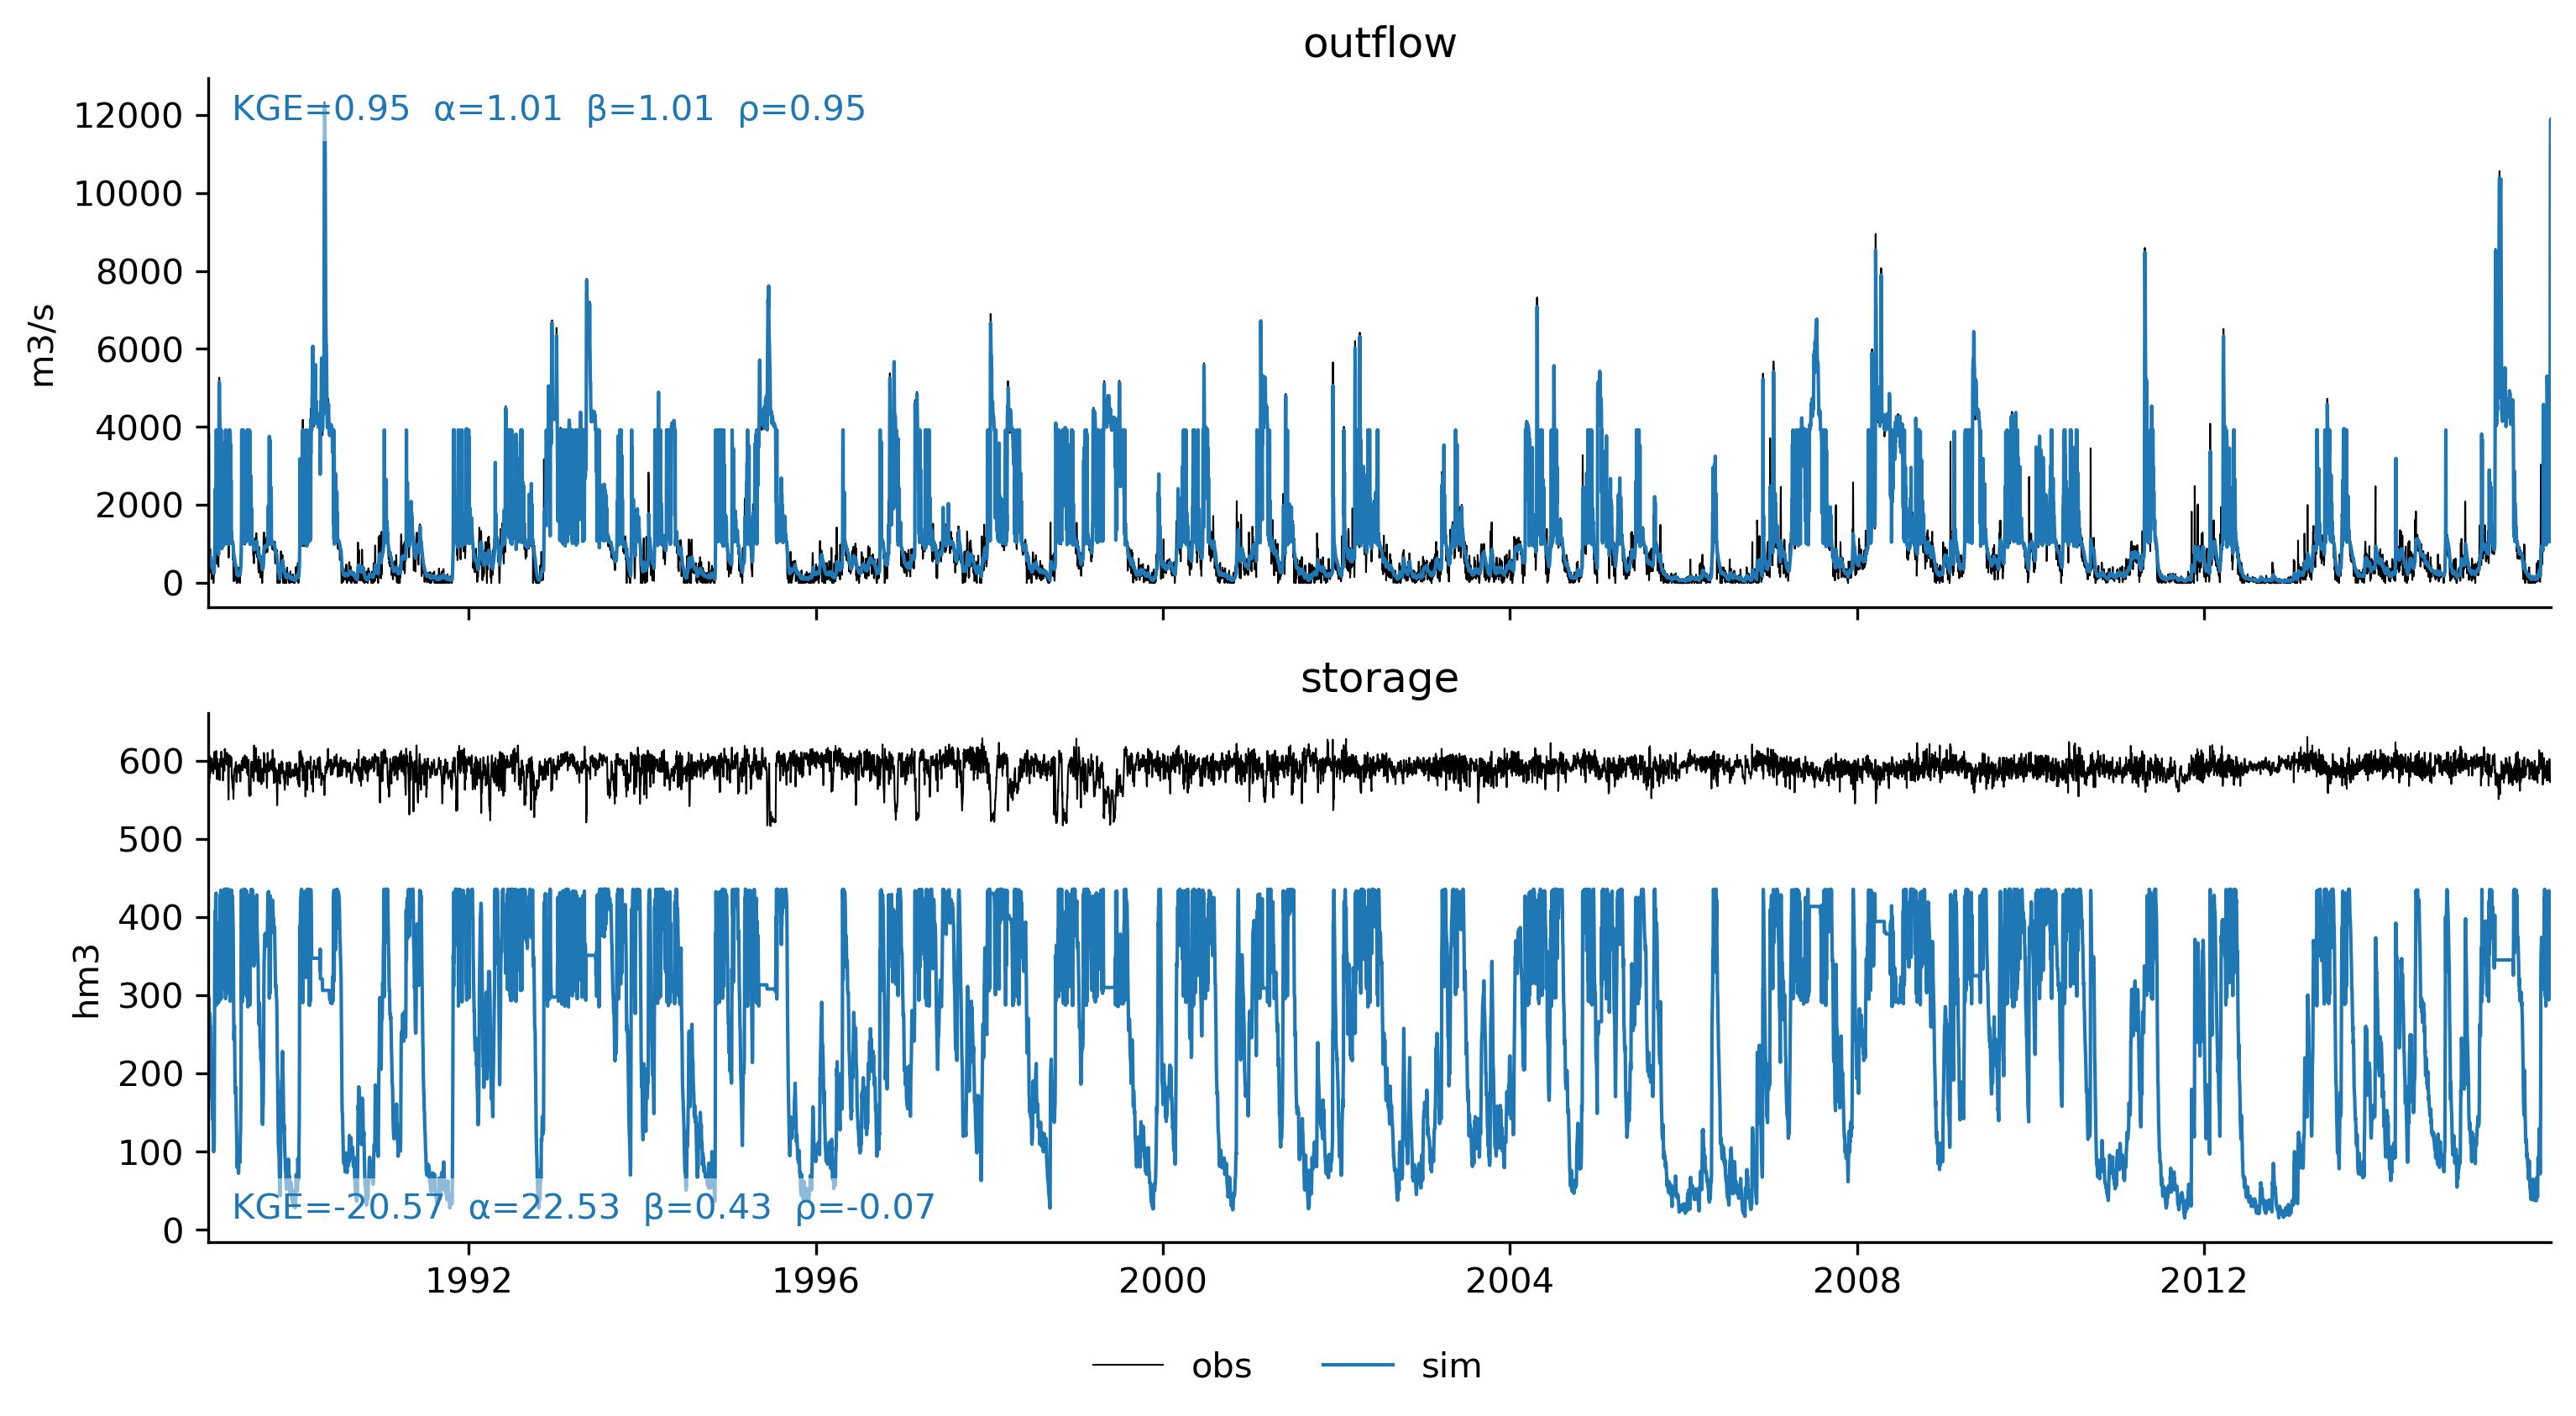 outflow
KGE=0.95 α=1.01 β=1.01 ρ=0.95
12000
10000
8000
6000
4000
2000
0
m3/s
storage
600
500
400
300
200
100
0
hm3
KGE=-20.57 α=22.53 β=0.43 ρ=-0.07
1992 1996 2000 2004 2008 2012
obs sim